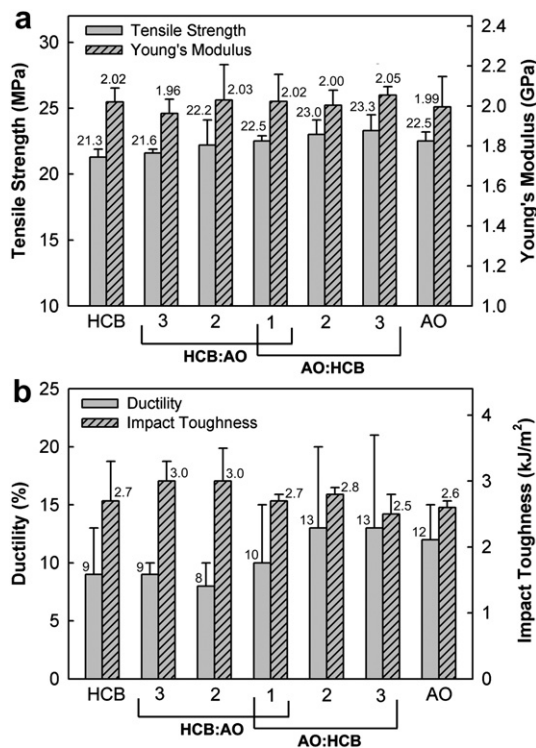 a
Tensile Strength
Young's Modulus
Tensile Strength (MPa)
30
25
20
15
10
Young's Modulus (GPa)
2.4
2.2
2.0
1.8
1.6
1.4
1.2
1.0
21.3 2.02 21.6 1.96 22.2 2.03 22.5 2.02 23.0 2.00 23.3 2.05 22.5 1.99
HCB 3 2 1 2 3 AO
HCB:AO
AO:HCB
b
Ductility
Impact Toughness
Ductility (%)
25
20
15
10
5
0
Impact Toughness (kJ/m²)
4
3
2
1
0
9 2.7 9 3.0 8 3.0 10 2.7 13 2.8 13 2.5 12 2.6
HCB 3 2 1 2 3 AO
HCB:AO
AO:HCB